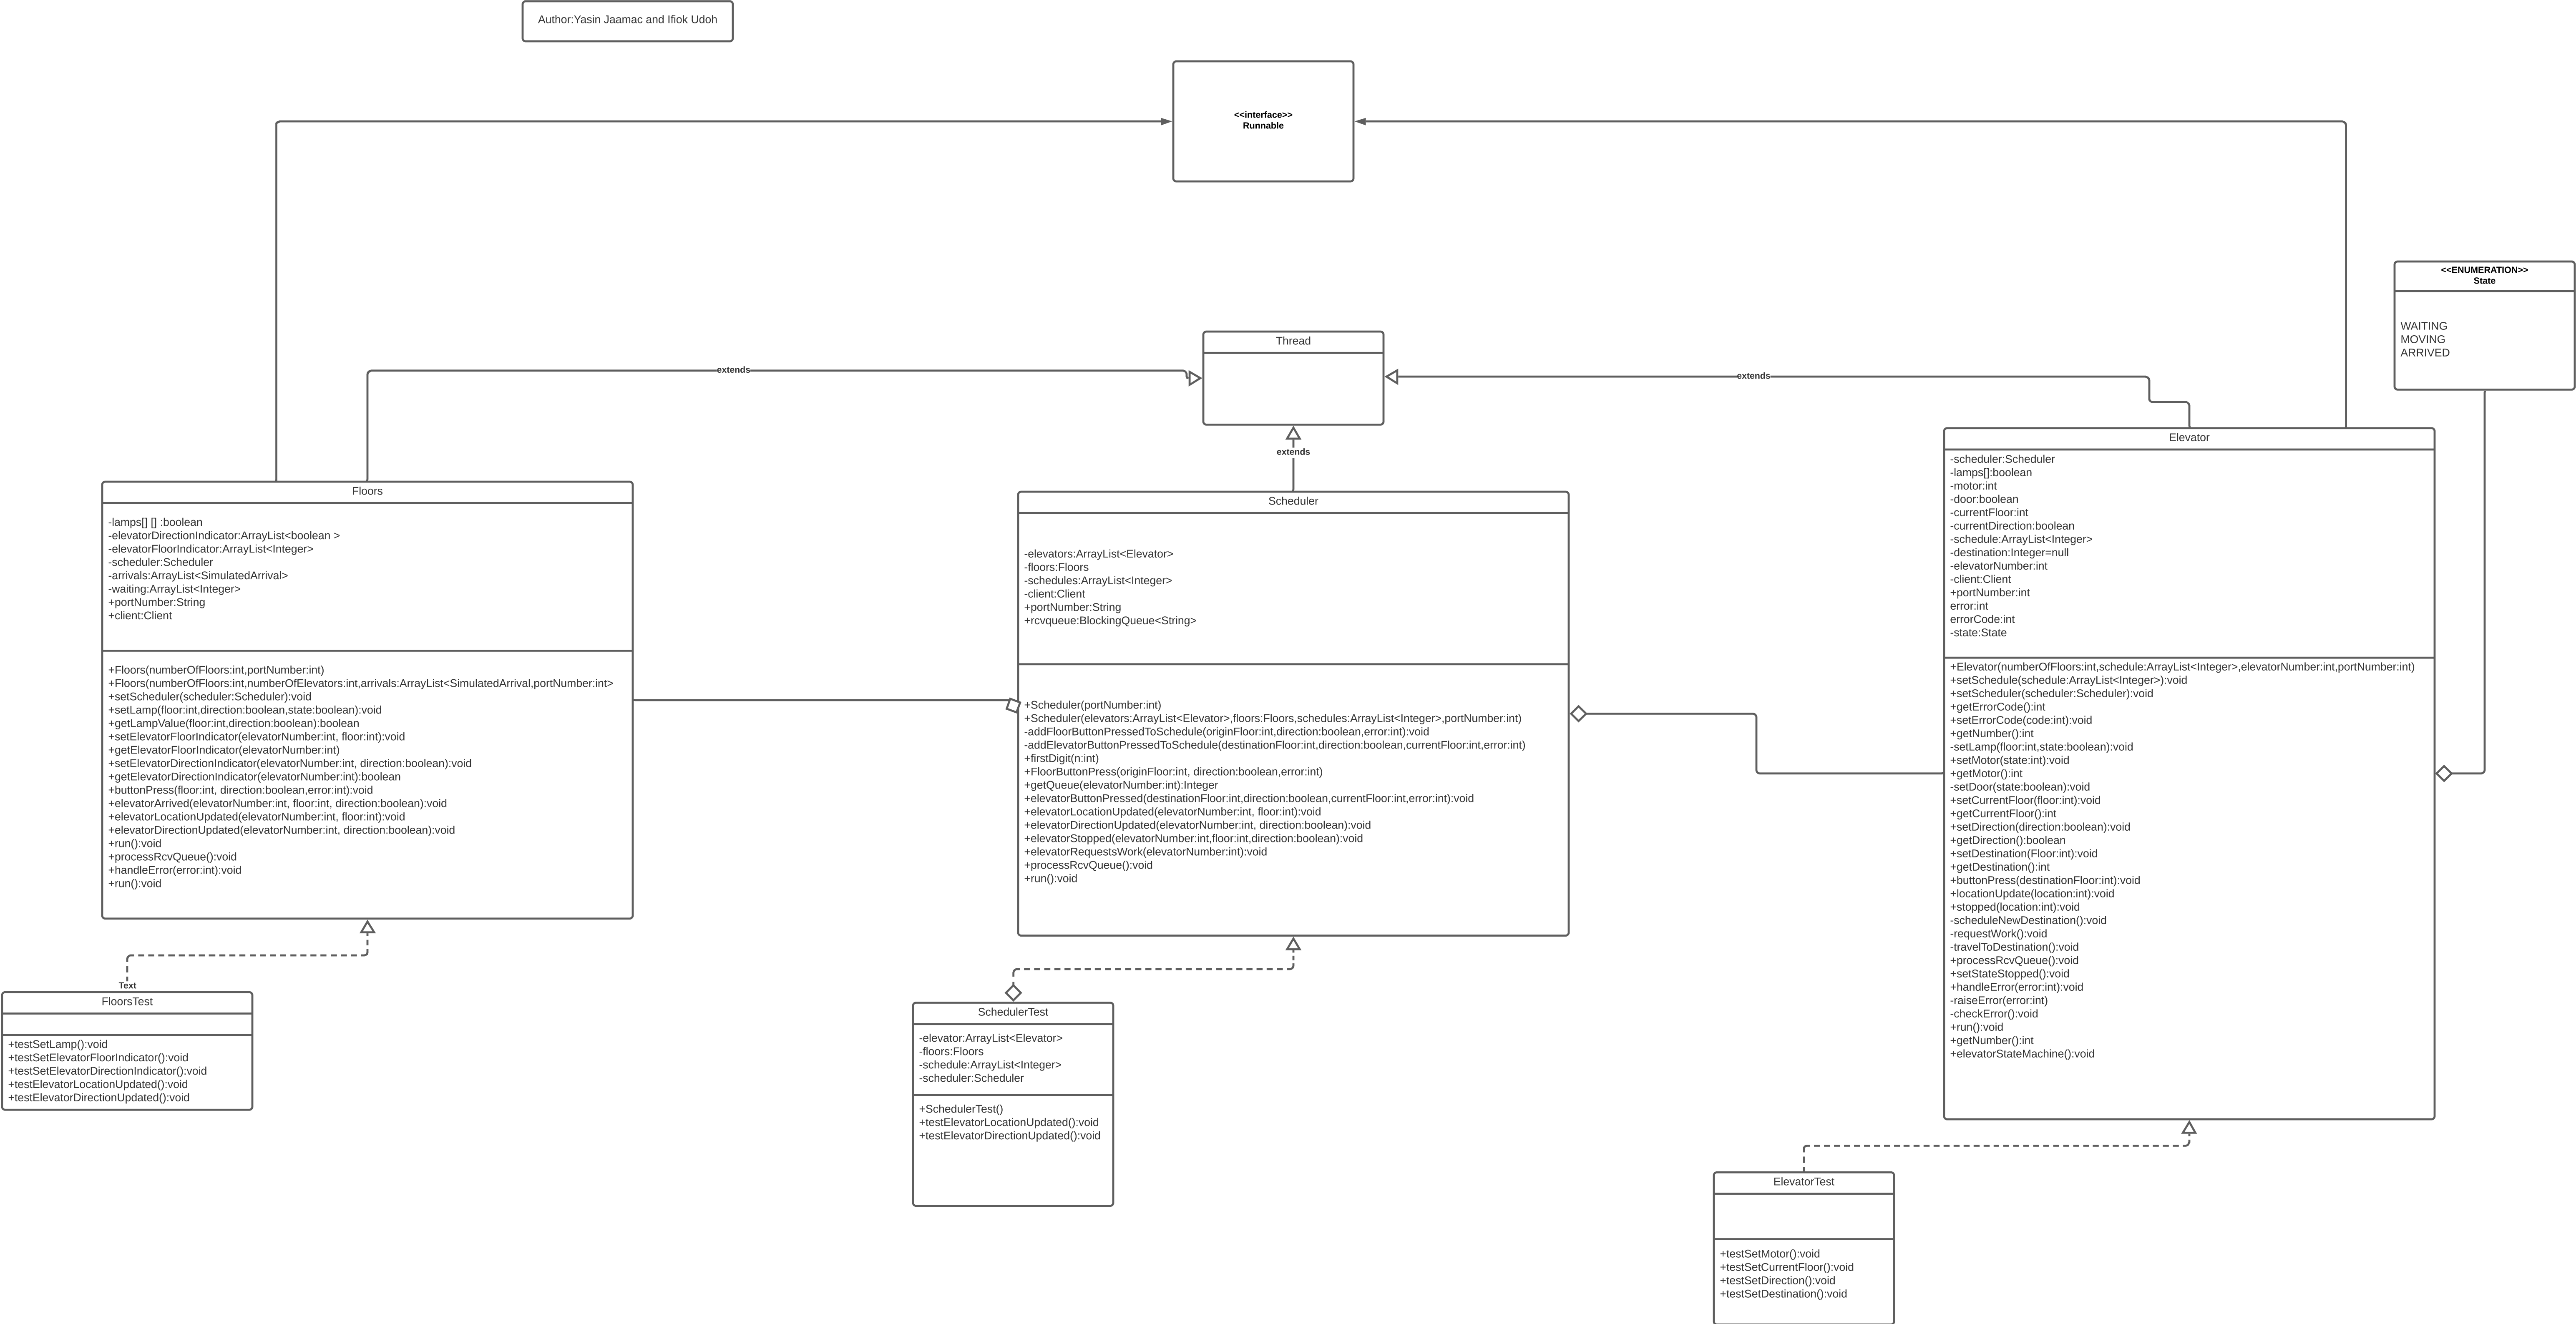 Author:Yasin Jaamac and Ifiok Udoh
<<interface>>
Runnable
<<ENUMERATION>>
State
WAITING
MOVING
ARRIVED
Thread
extends
extends
extends
Floors
-lamps[] [] :boolean
-elevatorDirectionIndicator:ArrayList<boolean >
-elevatorFloorIndicator:ArrayList<Integer>
-scheduler:Scheduler
-arrivals:ArrayList<SimulatedArrival>
-waiting:ArrayList<Integer>
+portNumber:String
+client:Client
+Floors(numberOfFloors:int,portNumber:int)
+Floors(numberOfFloors:int,numberOfElevators:int,arrivals:ArrayList<SimulatedArrival,portNumber:int>
+setScheduler(scheduler:Scheduler):void
+setLamp(floor:int,direction:boolean,state:boolean):void
+getLampValue(floor:int,direction:boolean):boolean
+setElevatorFloorIndicator(elevatorNumber:int, floor:int):void
+getElevatorFloorIndicator(elevatorNumber:int)
+setElevatorDirectionIndicator(elevatorNumber:int, direction:boolean):void
+getElevatorDirectionIndicator(elevatorNumber:int):boolean
+buttonPress(floor:int, direction:boolean,error:int):void
+elevatorArrived(elevatorNumber:int, floor:int, direction:boolean):void
+elevatorLocationUpdated(elevatorNumber:int, floor:int):void
+elevatorDirectionUpdated(elevatorNumber:int, direction:boolean):void
+run():void
+processRcvQueue():void
+handleError(error:int):void
+run():void
Scheduler
-elevators:ArrayList<Elevator>
-floors:Floors
-schedules:ArrayList<Integer>
-client:Client
+portNumber:String
+rcvqueue:BlockingQueue<String>
+Scheduler(portNumber:int)
+Scheduler(elevators:ArrayList<Elevator>,floors:Floors,schedules:ArrayList<Integer>,portNumber:int)
-addFloorButtonPressedToSchedule(originFloor:int,direction:boolean,error:int):void
-addElevatorButtonPressedToSchedule(destinationFloor:int,direction:boolean,currentFloor:int,error:int)
+firstDigit(n:int)
+FloorButtonPress(originFloor:int, direction:boolean,error:int)
+getQueue(elevatorNumber:int):Integer
+elevatorButtonPressed(destinationFloor:int,direction:boolean,currentFloor:int,error:int):void
+elevatorLocationUpdated(elevatorNumber:int, floor:int):void
+elevatorDirectionUpdated(elevatorNumber:int, direction:boolean):void
+elevatorStopped(elevatorNumber:int,floor:int,direction:boolean):void
+elevatorRequestsWork(elevatorNumber:int):void
+processRcvQueue():void
+run():void
Elevator
-scheduler:Scheduler
-lamps[]:boolean
-motor:int
-door:boolean
-currentFloor:int
-currentDirection:boolean
-schedule:ArrayList<Integer>
-destination:Integer=null
-elevatorNumber:int
-client:Client
+portNumber:int
error:int
errorCode:int
-state:State
+Elevator(numberOfFloors:int,schedule:ArrayList<Integer>,elevatorNumber:int,portNumber:int)
+setSchedule(schedule:ArrayList<Integer>):void
+setScheduler(scheduler:Scheduler):void
+getErrorCode():int
+setErrorCode(code:int):void
+getNumber():int
-setLamp(floor:int,state:boolean):void
+setMotor(state:int):void
+getMotor():int
-setDoor(state:boolean):void
+setCurrentFloor(floor:int):void
+getCurrentFloor():int
+setDirection(direction:boolean):void
+getDirection():boolean
+setDestination(Floor:int):void
+getDestination():int
+buttonPress(destinationFloor:int):void
+locationUpdate(location:int):void
+stopped(location:int):void
-scheduleNewDestination():void
-requestWork():void
-travelToDestination():void
+processRcvQueue():void
+setStateStopped():void
+handleError(error:int):void
-raiseError(error:int)
-checkError():void
+run():void
+getNumber():int
+elevatorStateMachine():void
Text
FloorsTest
+testSetLamp():void
+testSetElevatorFloorIndicator():void
+testSetElevatorDirectionIndicator():void
+testElevatorLocationUpdated():void
+testElevatorDirectionUpdated():void
SchedulerTest
-elevator:ArrayList<Elevator>
-floors:Floors
-schedule:ArrayList<Integer>
-scheduler:Scheduler
+SchedulerTest()
+testElevatorLocationUpdated():void
+testElevatorDirectionUpdated():void
ElevatorTest
+testSetMotor():void
+testSetCurrentFloor():void
+testSetDirection():void
+testSetDestination():void